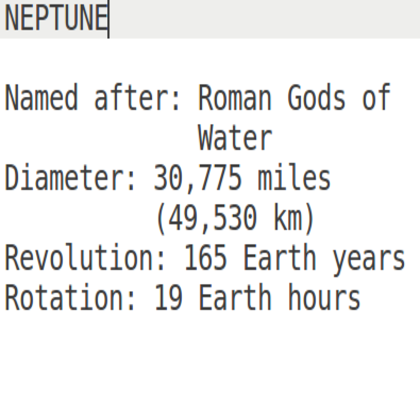 NEPTUNE
Named after: Roman Gods of
Water
Diameter: 30,775 miles
(49,530 km)
Revolution: 165 Earth years
Rotation: 19 Earth hours